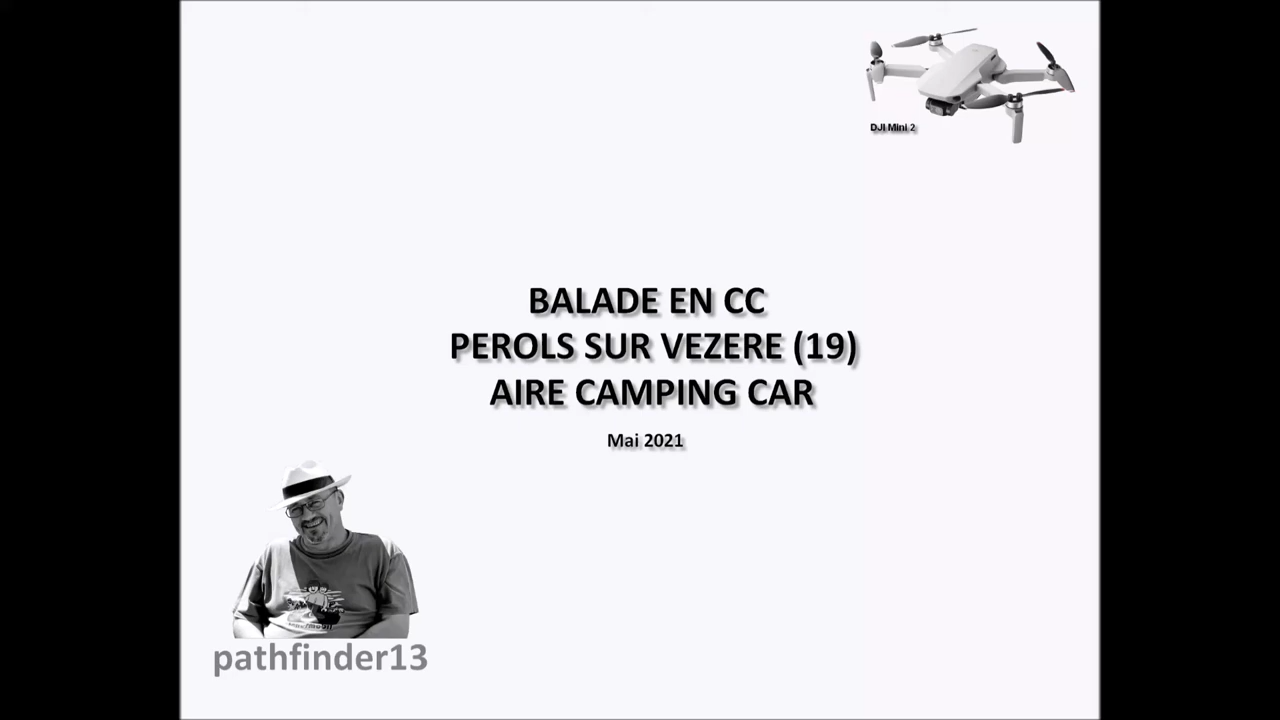 DJI Mini 2
BALADE EN CC
PEROLS SUR VEZERE (19)
AIRE CAMPING CAR
Mai 2021
pathfinder13